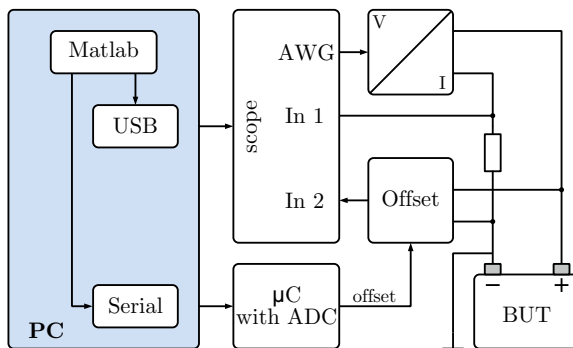 Matlab
USB
Serial
PC
scope
AWG
In 1
In 2
V
I
Offset
µC
with ADC
offset
− +
BUT